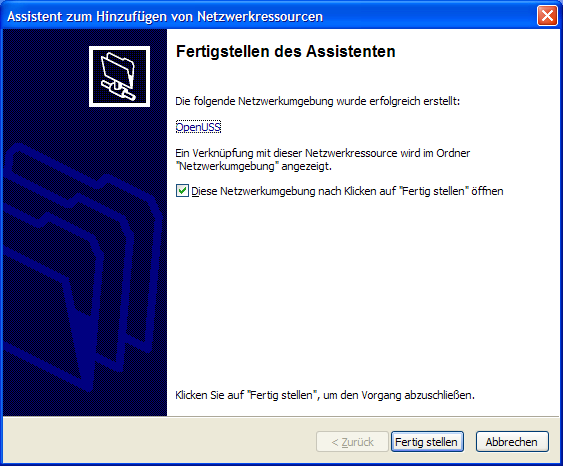 Assistent zum Hinzufügen von Netzwerkressourcen
Fertigstellen des Assistenten
Die folgende Netzwerkumgebung wurde erfolgreich erstellt:
OpenUSS
Ein Verknüpfung mit dieser Netzwerkressource wird im Ordner
"Netzwerkumgebung" angezeigt.
Diese Netzwerkumgebung nach Klicken auf "Fertig stellen" öffnen
Klicken Sie auf "Fertig stellen", um den Vorgang abzuschließen.
< Zurück Fertig stellen Abbrechen